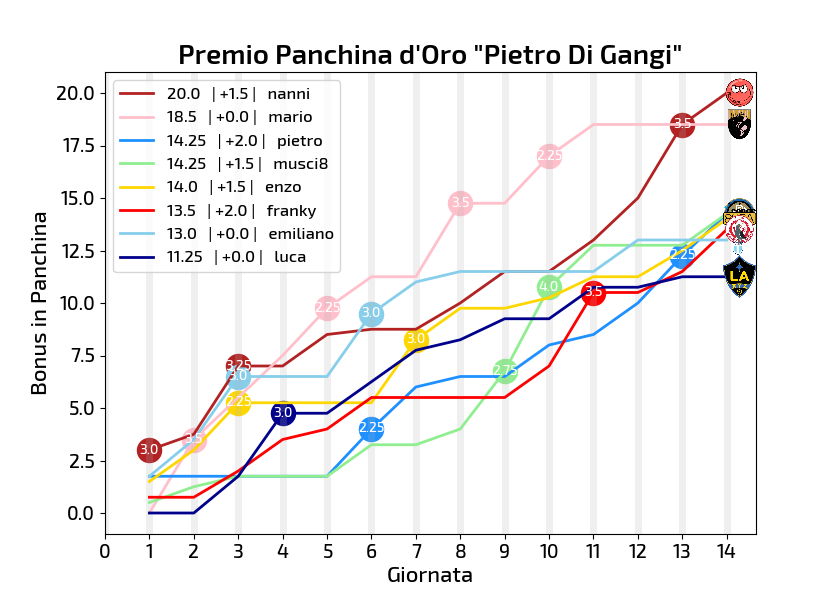 Premio Panchina d'Oro "Pietro Di Gangi"
20.0 | +1.5 | nanni
18.5 | +0.0 | mario
14.25 | +2.0 | pietro
14.25 | +1.5 | musci8
14.0 | +1.5 | enzo
13.5 | +2.0 | franky
13.0 | +0.0 | emiliano
11.25 | +0.0 | luca
Bonus in Panchina
20.0
17.5
15.0
12.5
10.0
7.5
5.0
2.5
0.0
3.5
2.25
3.5
2.25
4.0
3.5
2.25
3.0
3.0
3.25
3.0
2.75
2.25
3.0
2.25
3.5
3.0
LA
0 1 2 3 4 5 6 7 8 9 10 11 12 13 14
Giornata